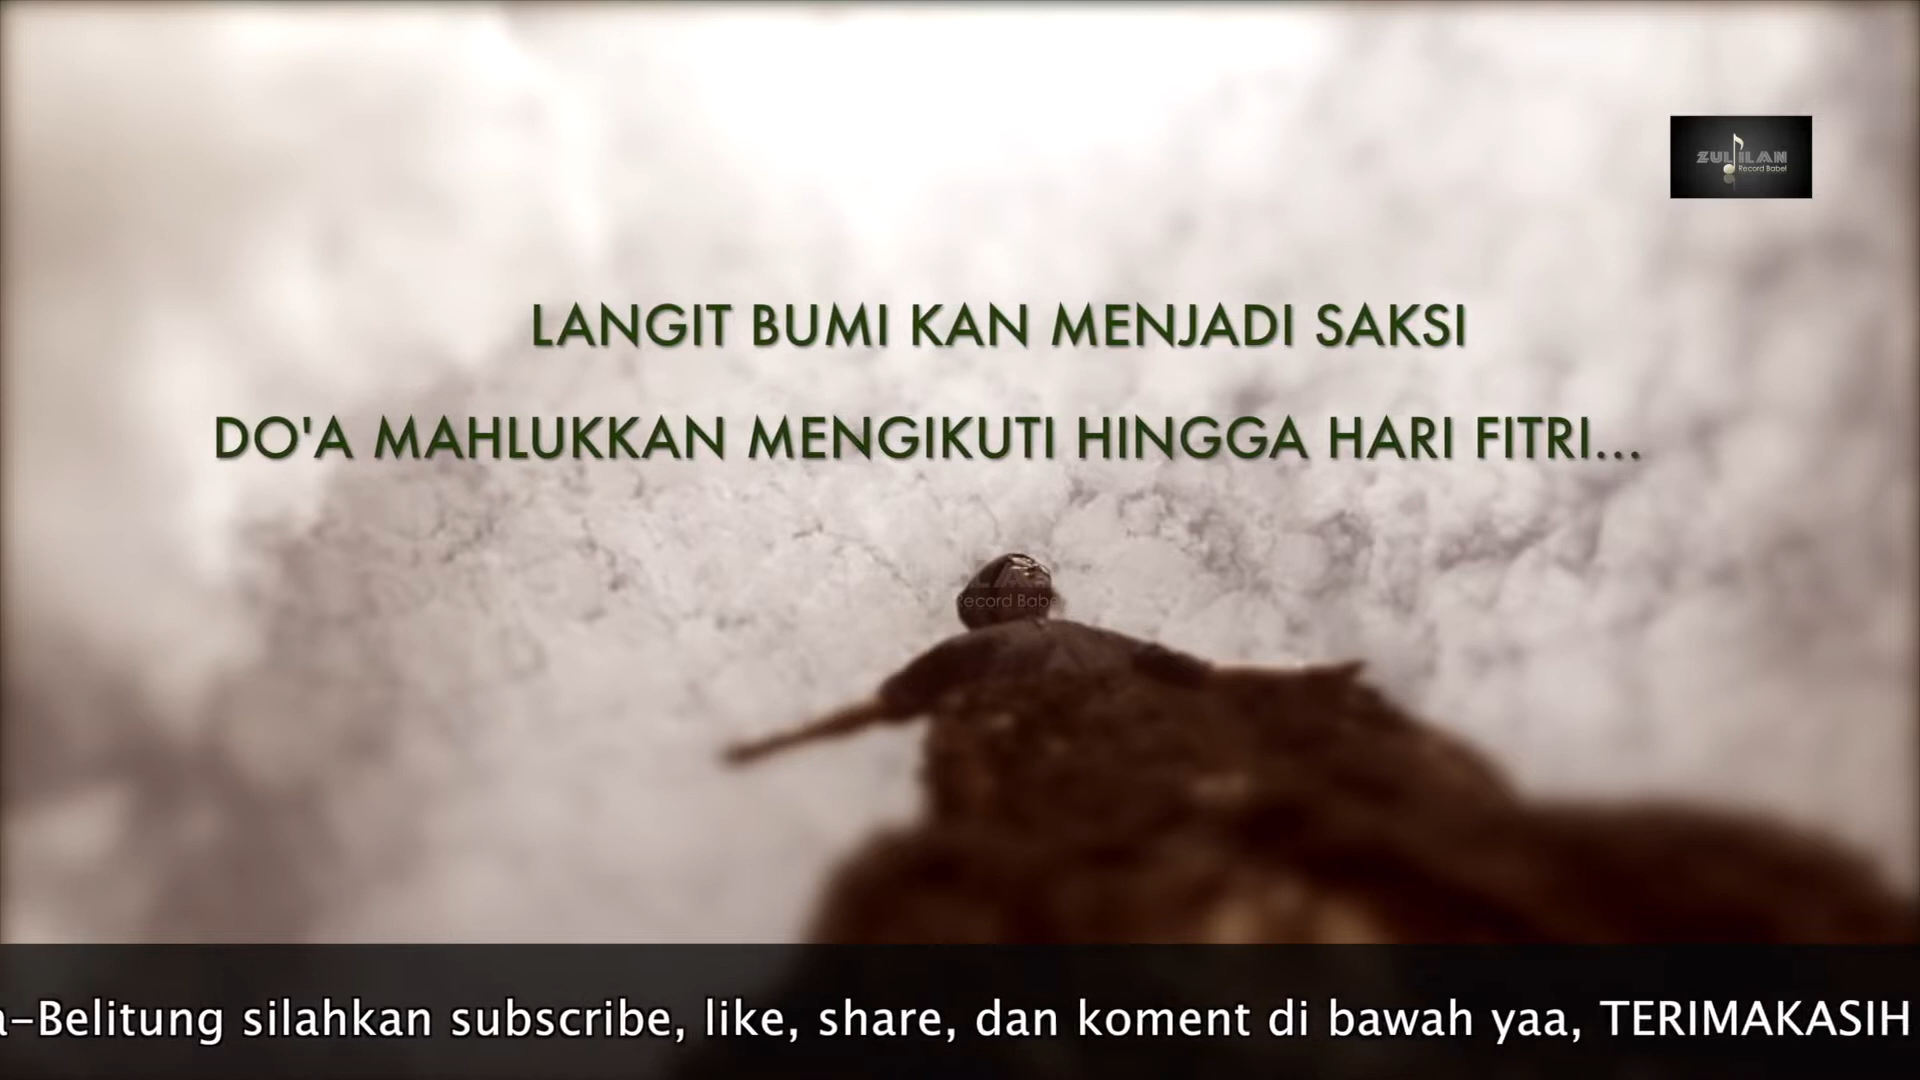 ZULILAN
Record Babel
LANGIT BUMI KAN MENJADI SAKSI
DO'A MAHLUKKAN MENGIKUTI HINGGA HARI FITRI...
Record Babel
-Belitung silahkan subscribe, like, share, dan koment di bawah yaa, TERIMAKASIH